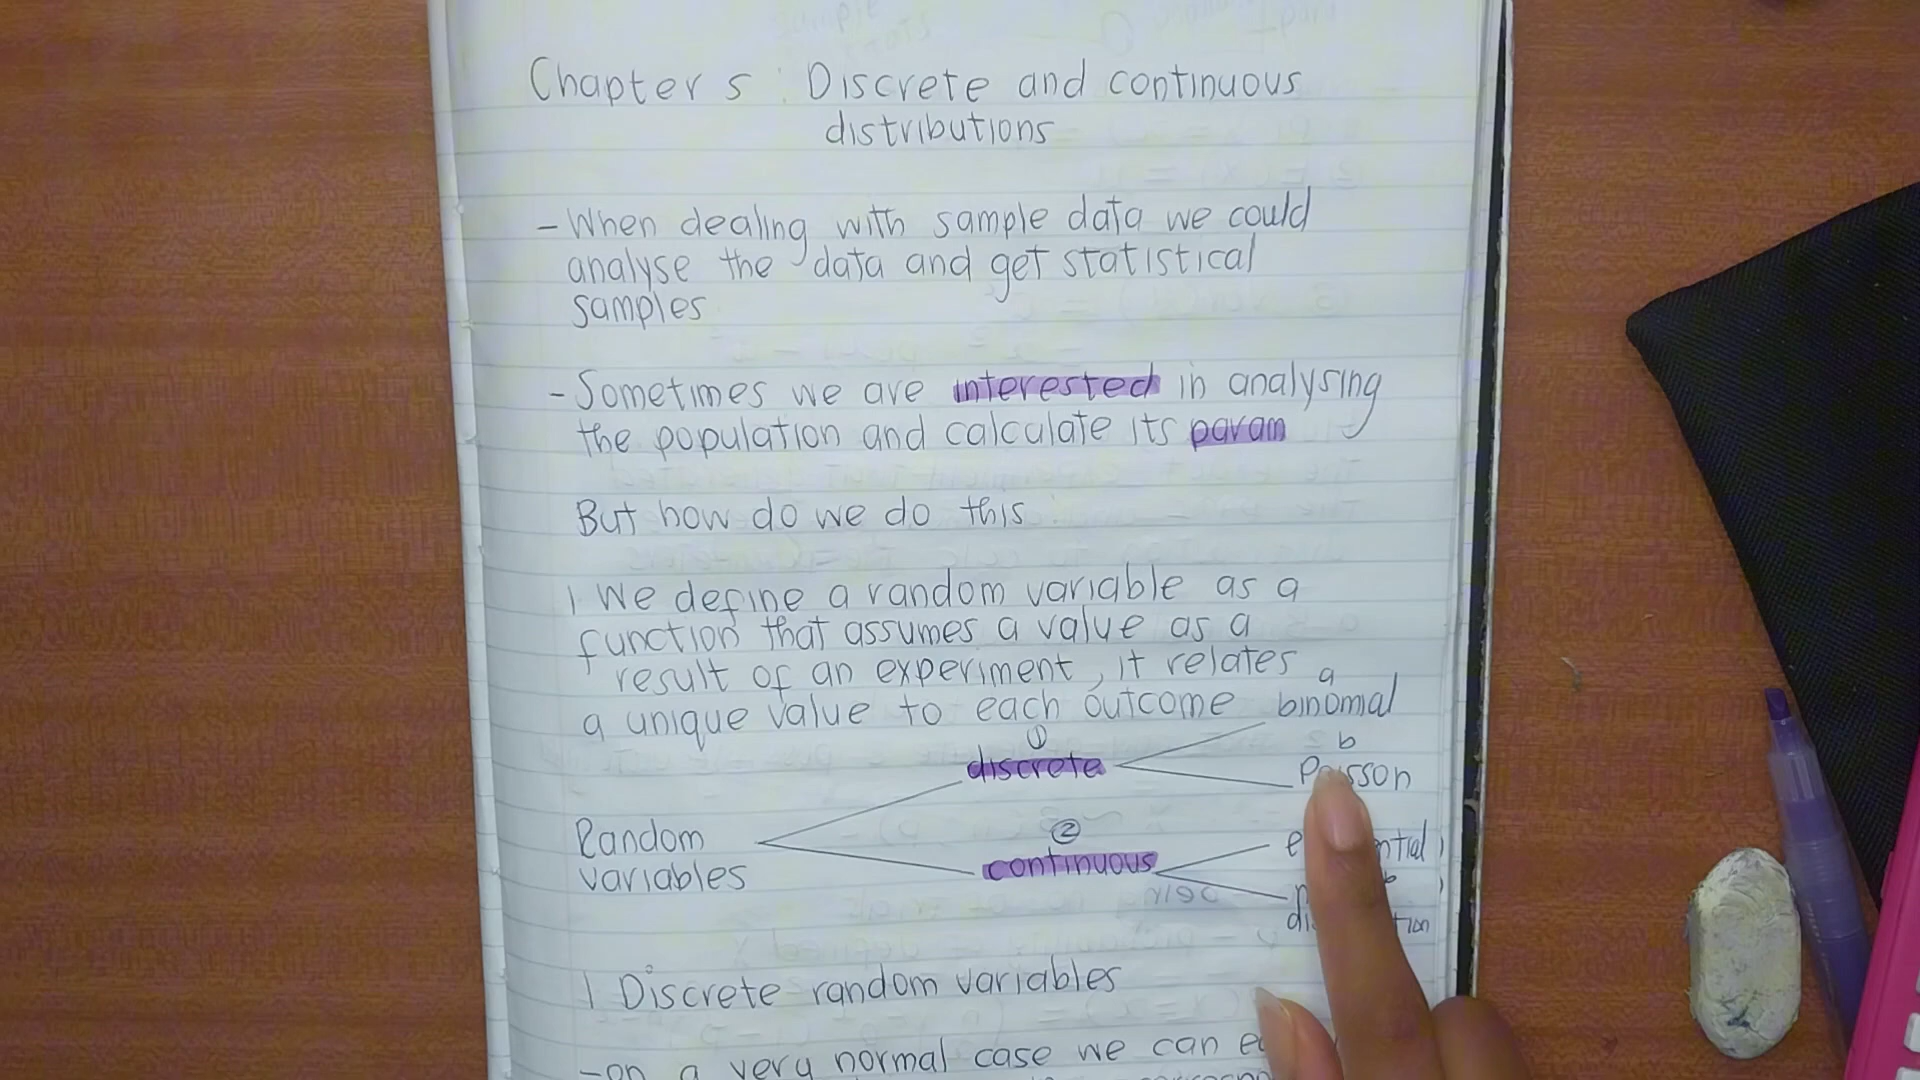 Chapter 5 : Discrete and continuous
distributions
- When dealing with sample data we could
analyse the data and get statistical
samples
- Sometimes we are interested in analysing
the population and calculate its param
But how do we do this
1 We define a random variable as a
function that assumes a value as a
result of an experiment, it relates
a unique value to each outcome
a
binomal
1
discrete
b
Poisson
Random
variables
2
continuous
1 Discrete random variables
- on a very normal case we can